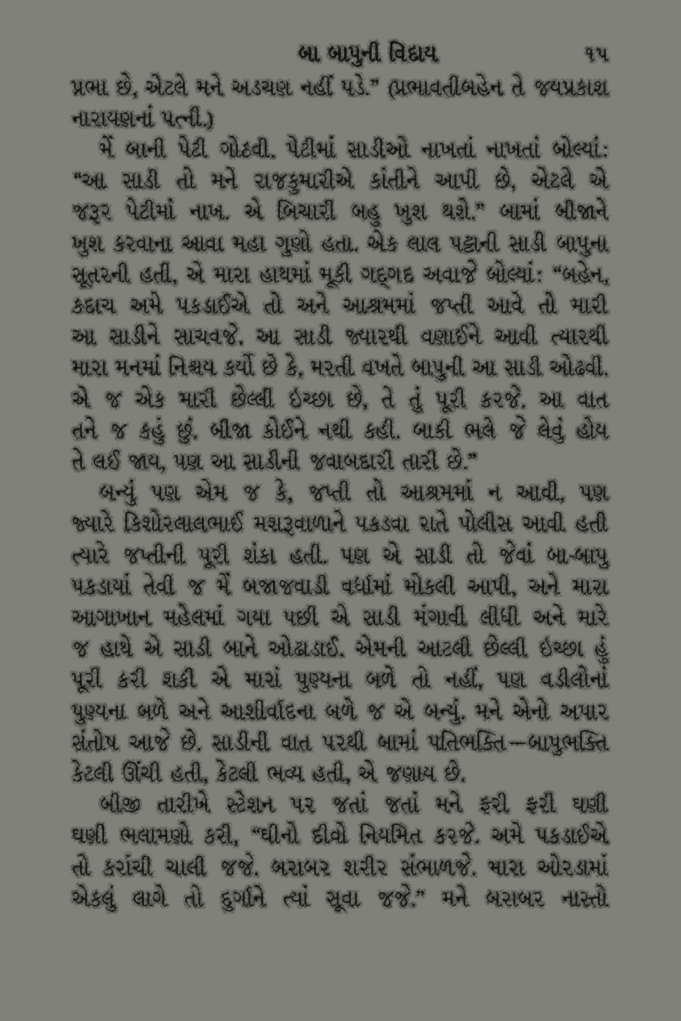 બા બાપુની વિદાય ૧૫
પ્રભા છે, એટલે મને અડચણ નહીં પડે.” (પ્રભાવતીબહેન તે જયપ્રકાશ
નારાયણનાં પત્ની.)
મેં બાની પેટી ગોઠવી. પેટીમાં સાડીઓ નાખતાં નાખતાં બોલ્યાં:
“આ સાડી તો મને રાજકુમારીએ કાંતીને આપી છે, એટલે એ
જરૂર પેટીમાં નાખ. એ બિચારી બહુ ખુશ થશે.” બામાં બીજાને
ખુશ કરવાના આવા મહા ગુણો હતા. એક લાલ પટ્ટાની સાડી બાપુના
સૂતરની હતી, એ મારા હાથમાં મૂકી ગદ્ગદ અવાજે બોલ્યાં: “બહેન,
કદાચ અમે પકડાઈએ તો અને આશ્રમમાં જપ્તી આવે તો મારી
આ સાડીને સાચવજે. આ સાડી જ્યારથી વણાઈને આવી ત્યારથી
મારા મનમાં નિશ્ચય કર્યો છે કે, મરતી વખતે બાપુની આ સાડી ઓઢવી.
એ જ એક મારી છેલ્લી ઇચ્છા છે, તે તું પૂરી કરજે. આ વાત
તને જ કહું છું. બીજા કોઈને નથી કહી. બાકી ભલે જે લેવું હોય
તે લઈ જાય, પણ આ સાડીની જવાબદારી તારી છે.”
બન્યું પણ એમ જ કે, જપ્તી તો આશ્રમમાં ન આવી, પણ
જ્યારે કિશોરલાલભાઈ મશરૂવાળાને પકડવા રાતે પોલીસ આવી હતી
ત્યારે જપ્તીની પૂરી શંકા હતી. પણ એ સાડી તો જેવાં બા-બાપુ
પકડાયાં તેવી જ મેં બજાજવાડી વર્ધામાં મોકલી આપી, અને મારા
આગાખાન મહેલમાં ગયા પછી એ સાડી મંગાવી લીધી અને મારે
જ હાથે એ સાડી બાને ઓઢાડાઈ. એમની આટલી છેલ્લી ઇચ્છા હું
પૂરી કરી શકી એ મારાં પુણ્યના બળે તો નહીં, પણ વડીલોનાં
પુણ્યના બળે અને આશીર્વાદના બળે જ એ બન્યું. મને એનો અપાર
સંતોષ આજે છે. સાડીની વાત પરથી બામાં પતિભક્તિ—બાપુભક્તિ
કેટલી ઊંચી હતી, કેટલી ભવ્ય હતી, એ જણાય છે.
બીજી તારીખે સ્ટેશન પર જતાં જતાં મને ફરી ફરી ઘણી
ઘણી ભલામણો કરી, “ઘીનો દીવો નિયમિત કરજે. અમે પકડાઈએ
તો કરાંચી ચાલી જજે. બરાબર શરીર સંભાળજે. મારા ઓરડામાં
એકલું લાગે તો દુર્ગાને ત્યાં સૂવા જજે.” મને બરાબર નાસ્તો